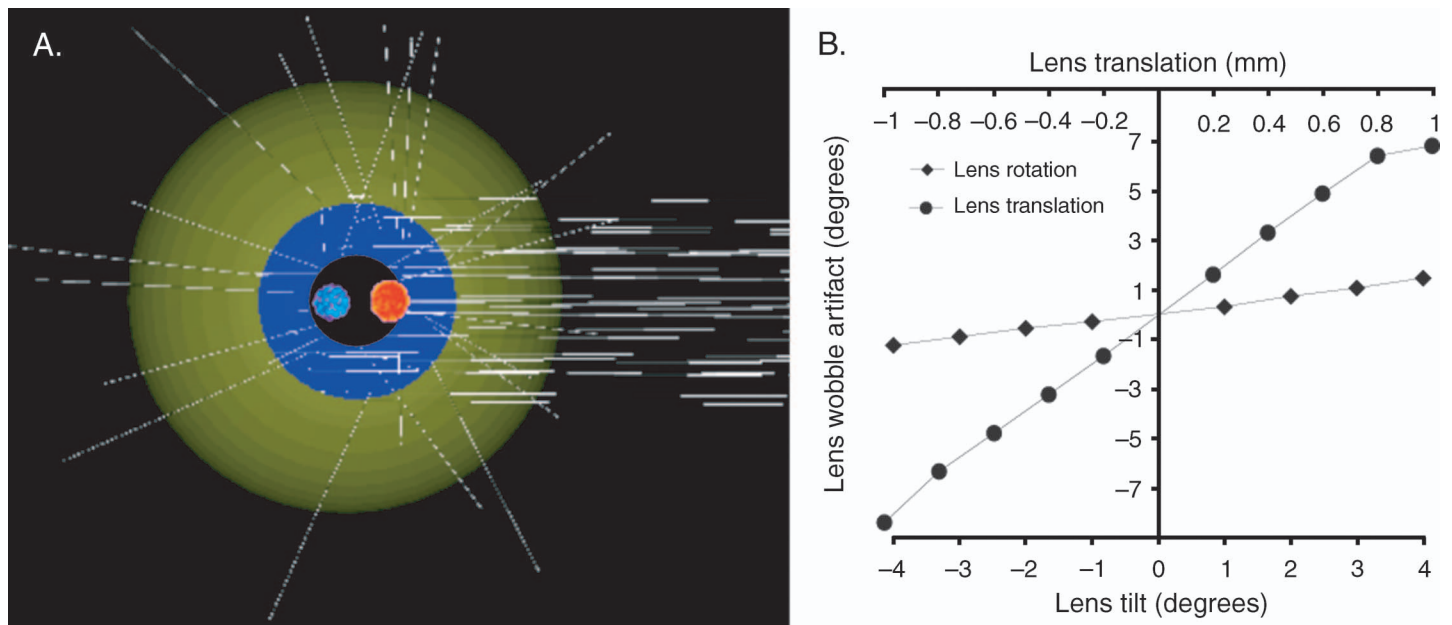 A.
B.
Lens translation (mm)
−1 −0.8 −0.6 −0.4 −0.2 0.2 0.4 0.6 0.8 1
Lens wobble artifact (degrees)
7
5
3
1
−1
−3
−5
−7
Lens rotation
Lens translation
−4 −3 −2 −1 0 1 2 3 4
Lens tilt (degrees)